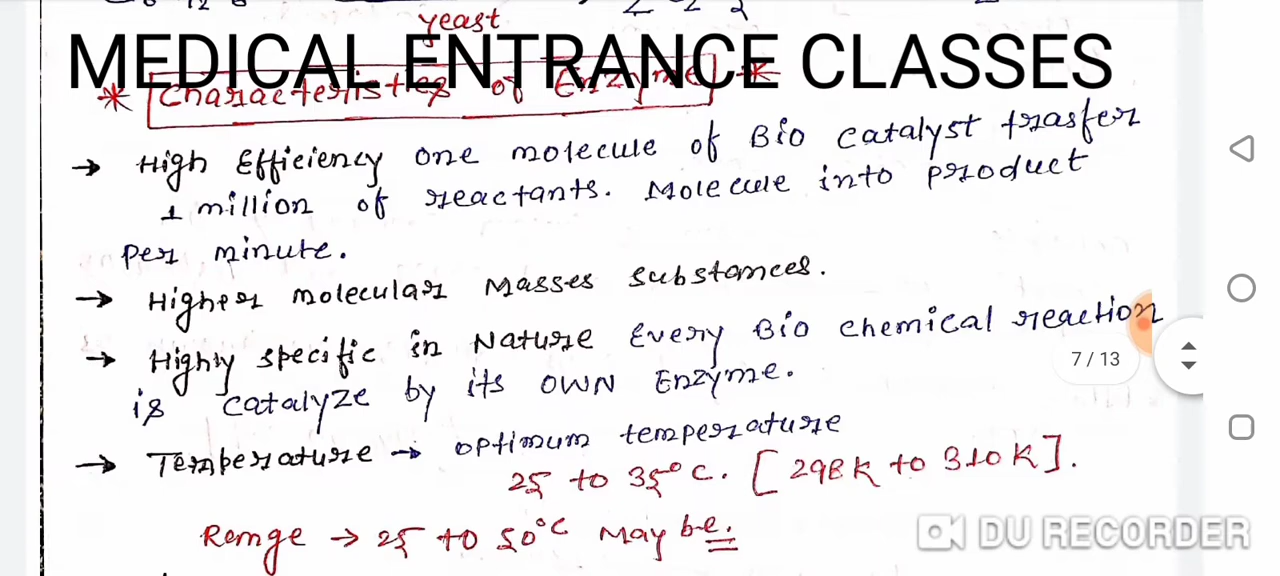 yeast
MEDICAL ENTRANCE CLASSES
* Characteristics of Enzyme *
→ High Efficiency one molecule of Bio catalyst trasfer
1 million of reactants. Molecule into product
per minute.
→ Higher molecular Masses substances.
→ Highly specific in Nature Every Bio chemical reaction
is catalyze by its OWN Enzyme.
7 / 13
→ Temperature → optimum temperature
25 to 35°C. [298K to 310K].
Range → 25 to 50°C May be.
DU RECORDER